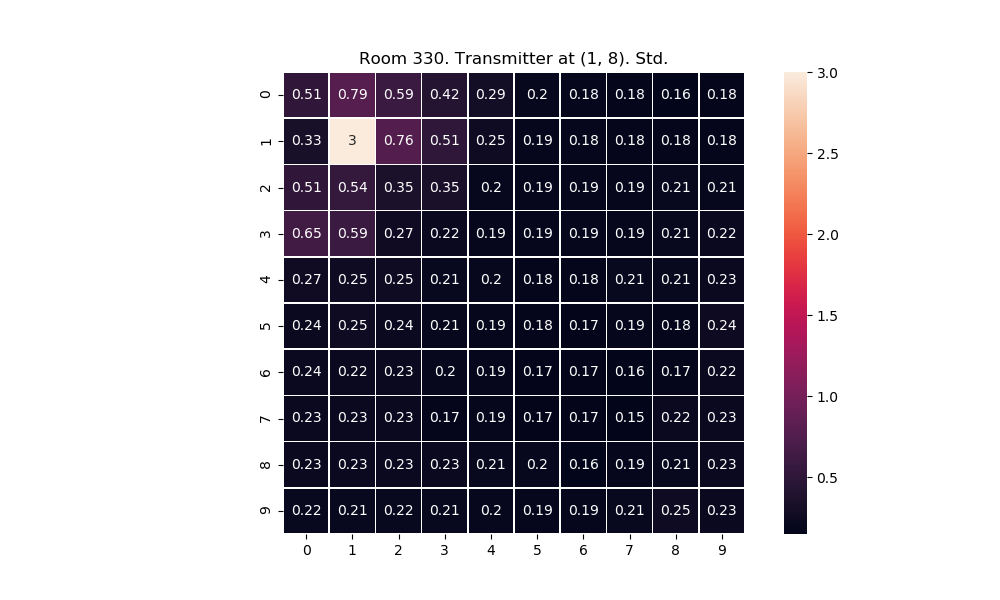 Room 330. Transmitter at (1, 8). Std.
0 0.51 0.79 0.59 0.42 0.29 0.2 0.18 0.18 0.16 0.18
1 0.33 3 0.76 0.51 0.25 0.19 0.18 0.18 0.18 0.18
2 0.51 0.54 0.35 0.35 0.2 0.19 0.19 0.19 0.21 0.21
3 0.65 0.59 0.27 0.22 0.19 0.19 0.19 0.19 0.21 0.22
4 0.27 0.25 0.25 0.21 0.2 0.18 0.18 0.21 0.21 0.23
5 0.24 0.25 0.24 0.21 0.19 0.18 0.17 0.19 0.18 0.24
6 0.24 0.22 0.23 0.2 0.19 0.17 0.17 0.16 0.17 0.22
7 0.23 0.23 0.23 0.17 0.19 0.17 0.17 0.15 0.22 0.23
8 0.23 0.23 0.23 0.23 0.21 0.2 0.16 0.19 0.21 0.23
9 0.22 0.21 0.22 0.21 0.2 0.19 0.19 0.21 0.25 0.23
0 1 2 3 4 5 6 7 8 9
3.0
2.5
2.0
1.5
1.0
0.5